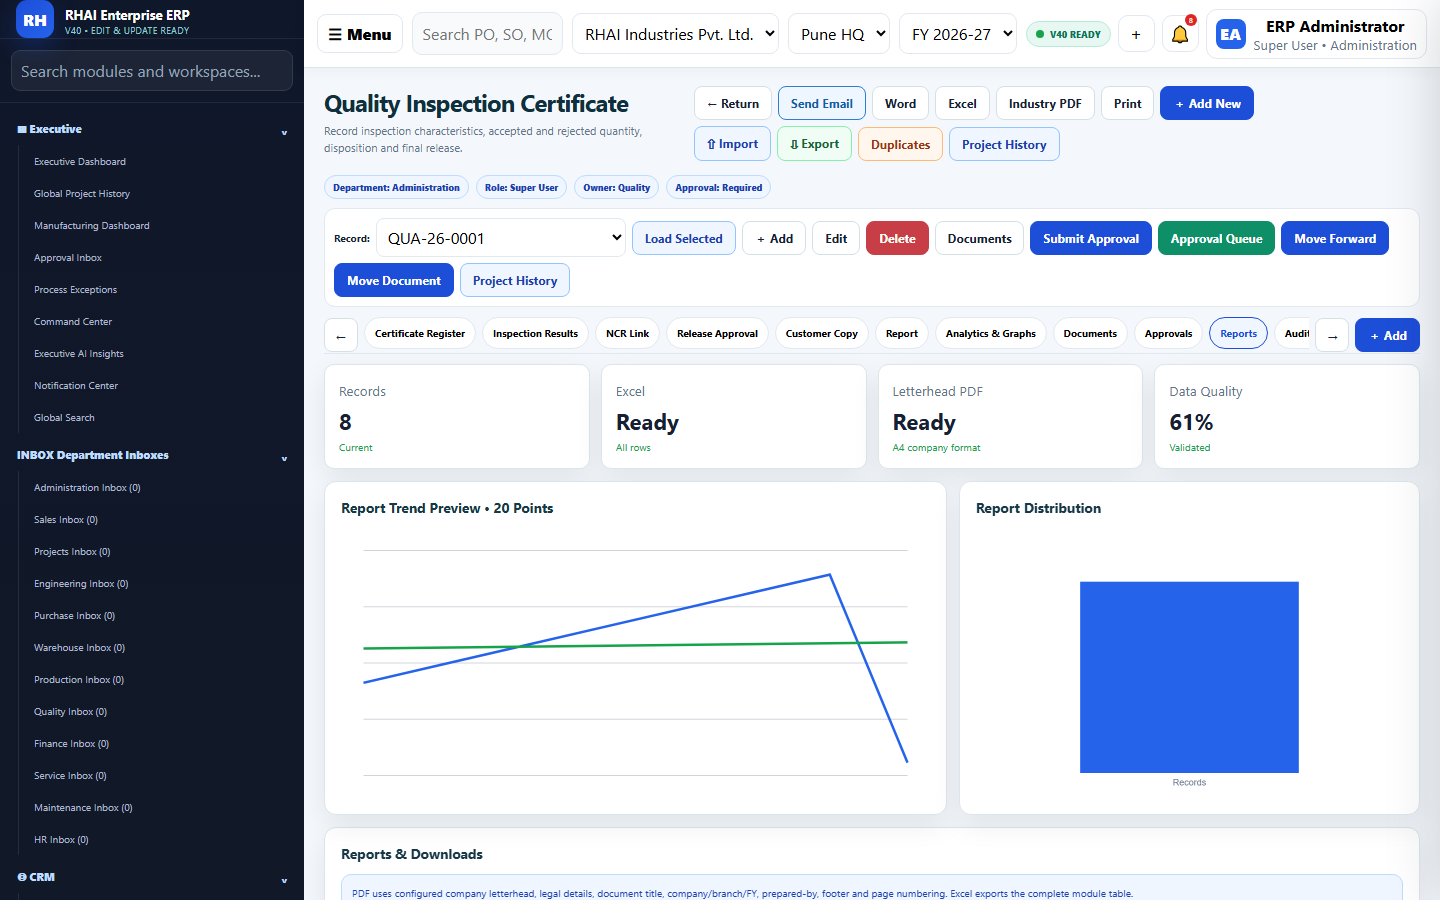 RH
RHAI Enterprise ERP
V40 • EDIT & UPDATE READY
Search modules and workspaces...
Executive
Executive Dashboard
Global Project History
Manufacturing Dashboard
Approval Inbox
Process Exceptions
Command Center
Executive AI Insights
Notification Center
Global Search
INBOX Department Inboxes
Administration Inbox (0)
Sales Inbox (0)
Projects Inbox (0)
Engineering Inbox (0)
Purchase Inbox (0)
Warehouse Inbox (0)
Production Inbox (0)
Quality Inbox (0)
Finance Inbox (0)
Service Inbox (0)
Maintenance Inbox (0)
HR Inbox (0)
CRM
☰ Menu
Search PO, SO, MC
RHAI Industries Pvt. Ltd.
Pune HQ
FY 2026-27
V40 READY
+
8
EA
ERP Administrator
Super User • Administration
Quality Inspection Certificate
Record inspection characteristics, accepted and rejected quantity,
disposition and final release.
← Return
Send Email
Word
Excel
Industry PDF
Print
+ Add New
⇧ Import
⇩ Export
Duplicates
Project History
Department: Administration
Role: Super User
Owner: Quality
Approval: Required
Record:
QUA-26-0001
Load Selected
+ Add
Edit
Delete
Documents
Submit Approval
Approval Queue
Move Forward
Move Document
Project History
←
Certificate Register
Inspection Results
NCR Link
Release Approval
Customer Copy
Report
Analytics & Graphs
Documents
Approvals
Reports
Audit
→
+ Add
Records
8
Current
Excel
Ready
All rows
Letterhead PDF
Ready
A4 company format
Data Quality
61%
Validated
Report Trend Preview • 20 Points
Report Distribution
Records
Reports & Downloads
PDF uses configured company letterhead, legal details, document title, company/branch/FY, prepared-by, footer and page numbering. Excel exports the complete module table.